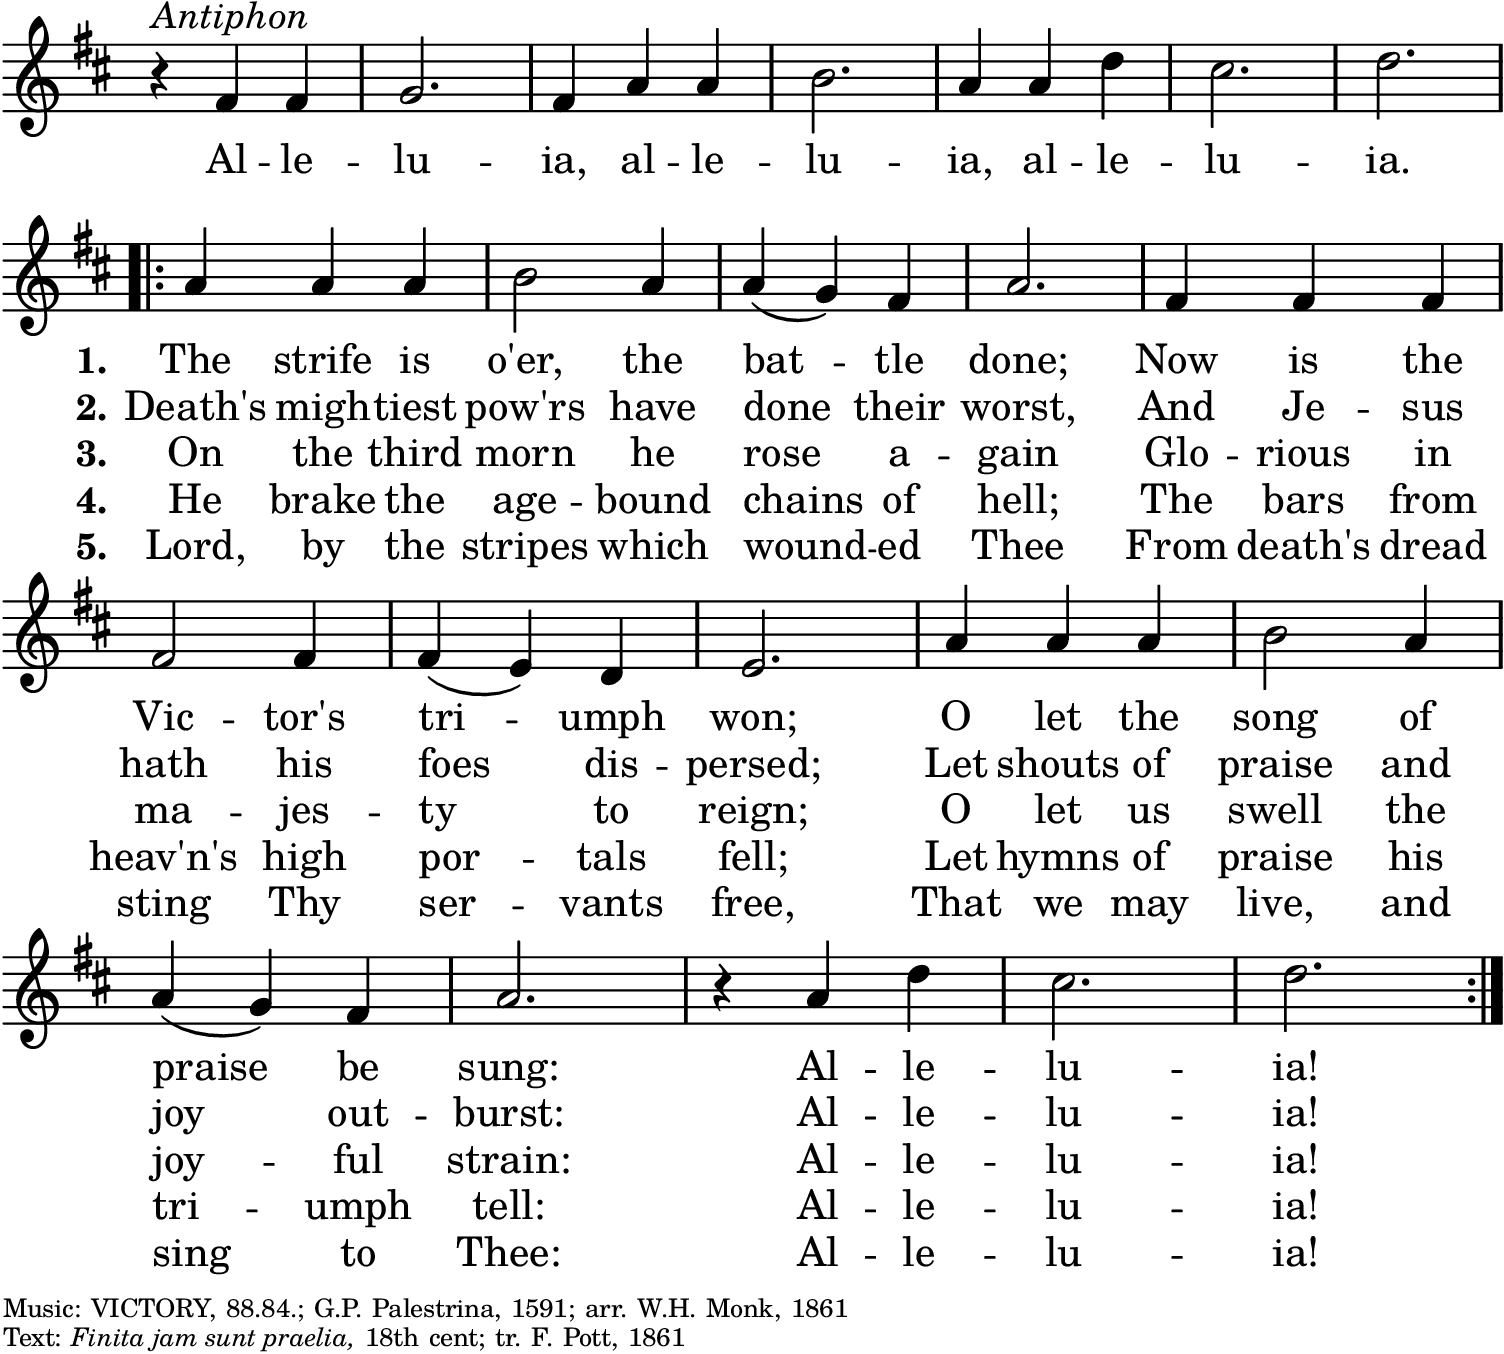 Antiphon
Al -- le -- lu -- ia, al -- le -- lu -- ia, al -- le -- lu -- ia.
1. The strife is o'er, the bat -- tle done; Now is the
2. Death's mightiest pow'rs have done their worst, And Je -- sus
3. On the third morn he rose a -- gain Glo -- rious in
4. He brake the age -- bound chains of hell; The bars from
5. Lord, by the stripes which wound -- ed Thee From death's dread
Vic -- tor's tri -- umph won; O let the song of
hath his foes dis -- persed; Let shouts of praise and
ma -- jes -- ty to reign; O let us swell the
heav'n's high por -- tals fell; Let hymns of praise his
sting Thy ser -- vants free, That we may live, and
praise be sung: Al -- le -- lu -- ia!
joy out -- burst: Al -- le -- lu -- ia!
joy -- ful strain: Al -- le -- lu -- ia!
tri -- umph tell: Al -- le -- lu -- ia!
sing to Thee: Al -- le -- lu -- ia!
Music: VICTORY, 88.84.; G.P. Palestrina, 1591; arr. W.H. Monk, 1861
Text: Finita jam sunt praelia, 18th cent; tr. F. Pott, 1861